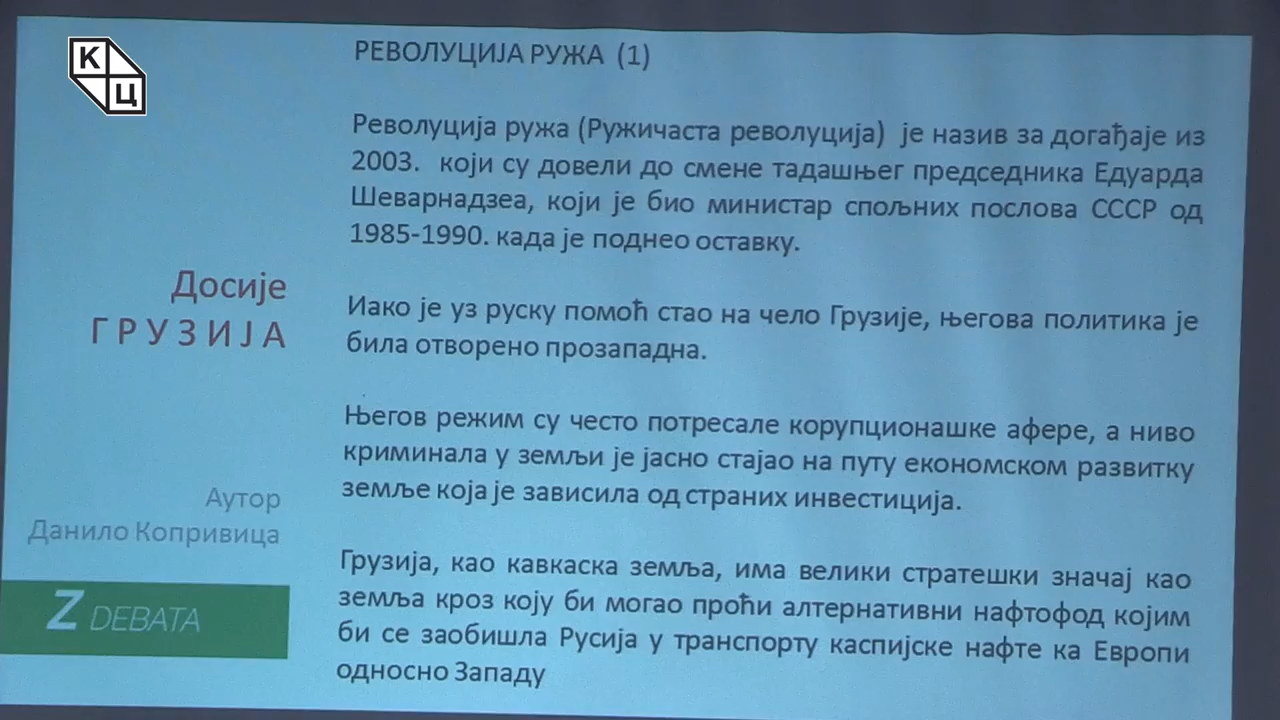 КЦ
РЕВОЛУЦИЈА РУЖА (1)
Револуција ружа (Ружичаста револуција) је назив за догађаје из
2003. који су довели до смене тадашњег председника Едуарда
Шеварнадзеа, који је био министар спољних послова СССР од
1985-1990. када је поднео оставку.
Иако је уз руску помоћ стао на чело Грузије, његова политика је
била отворено прозападна.
Његов режим су често потресале корупционашке афере, а ниво
криминала у земљи је јасно стајао на путу економском развитку
земље која је зависила од страних инвестиција.
Грузија, као кавкаска земља, има велики стратешки значај као
земља кроз коју би могао проћи алтернативни нафтофод којим
би се заобишла Русија у транспорту каспијске нафте ка Европи
односно Западу
Досије
ГРУЗИЈА
Аутор
Данило Копривица
Z DEBATA